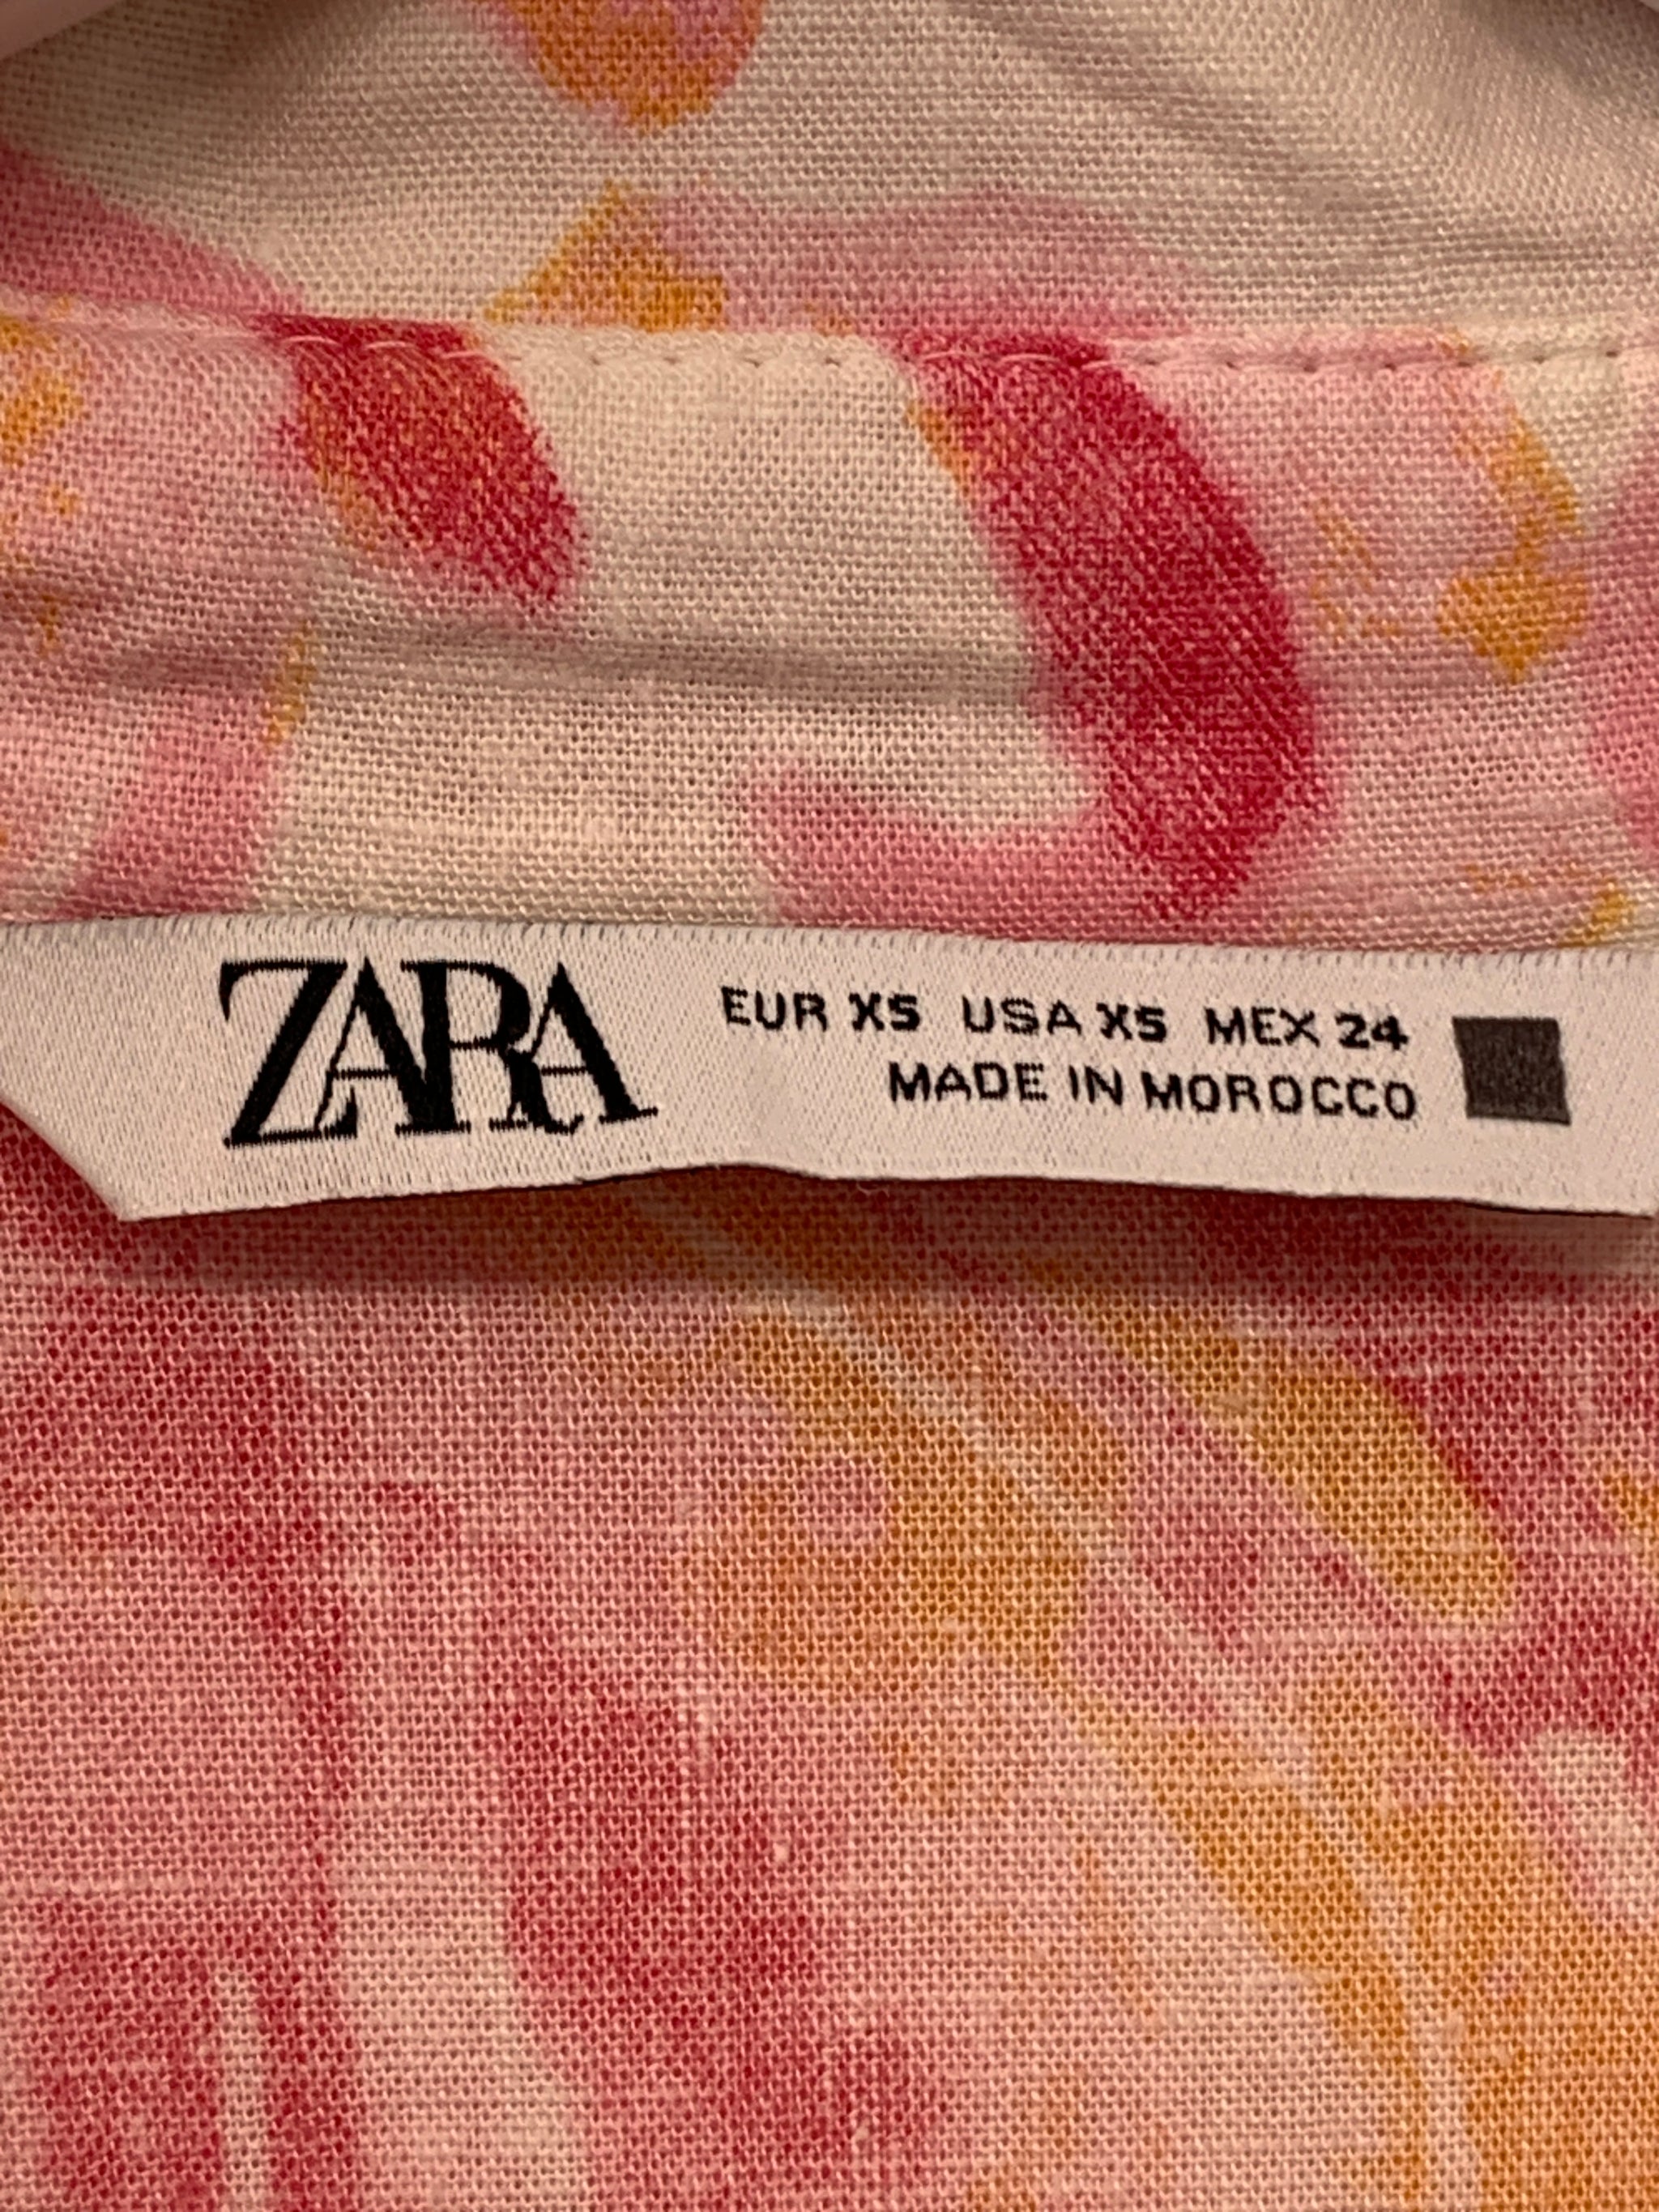 ZARA
EUR XS USA XS MEX 24
MADE IN MOROCCO